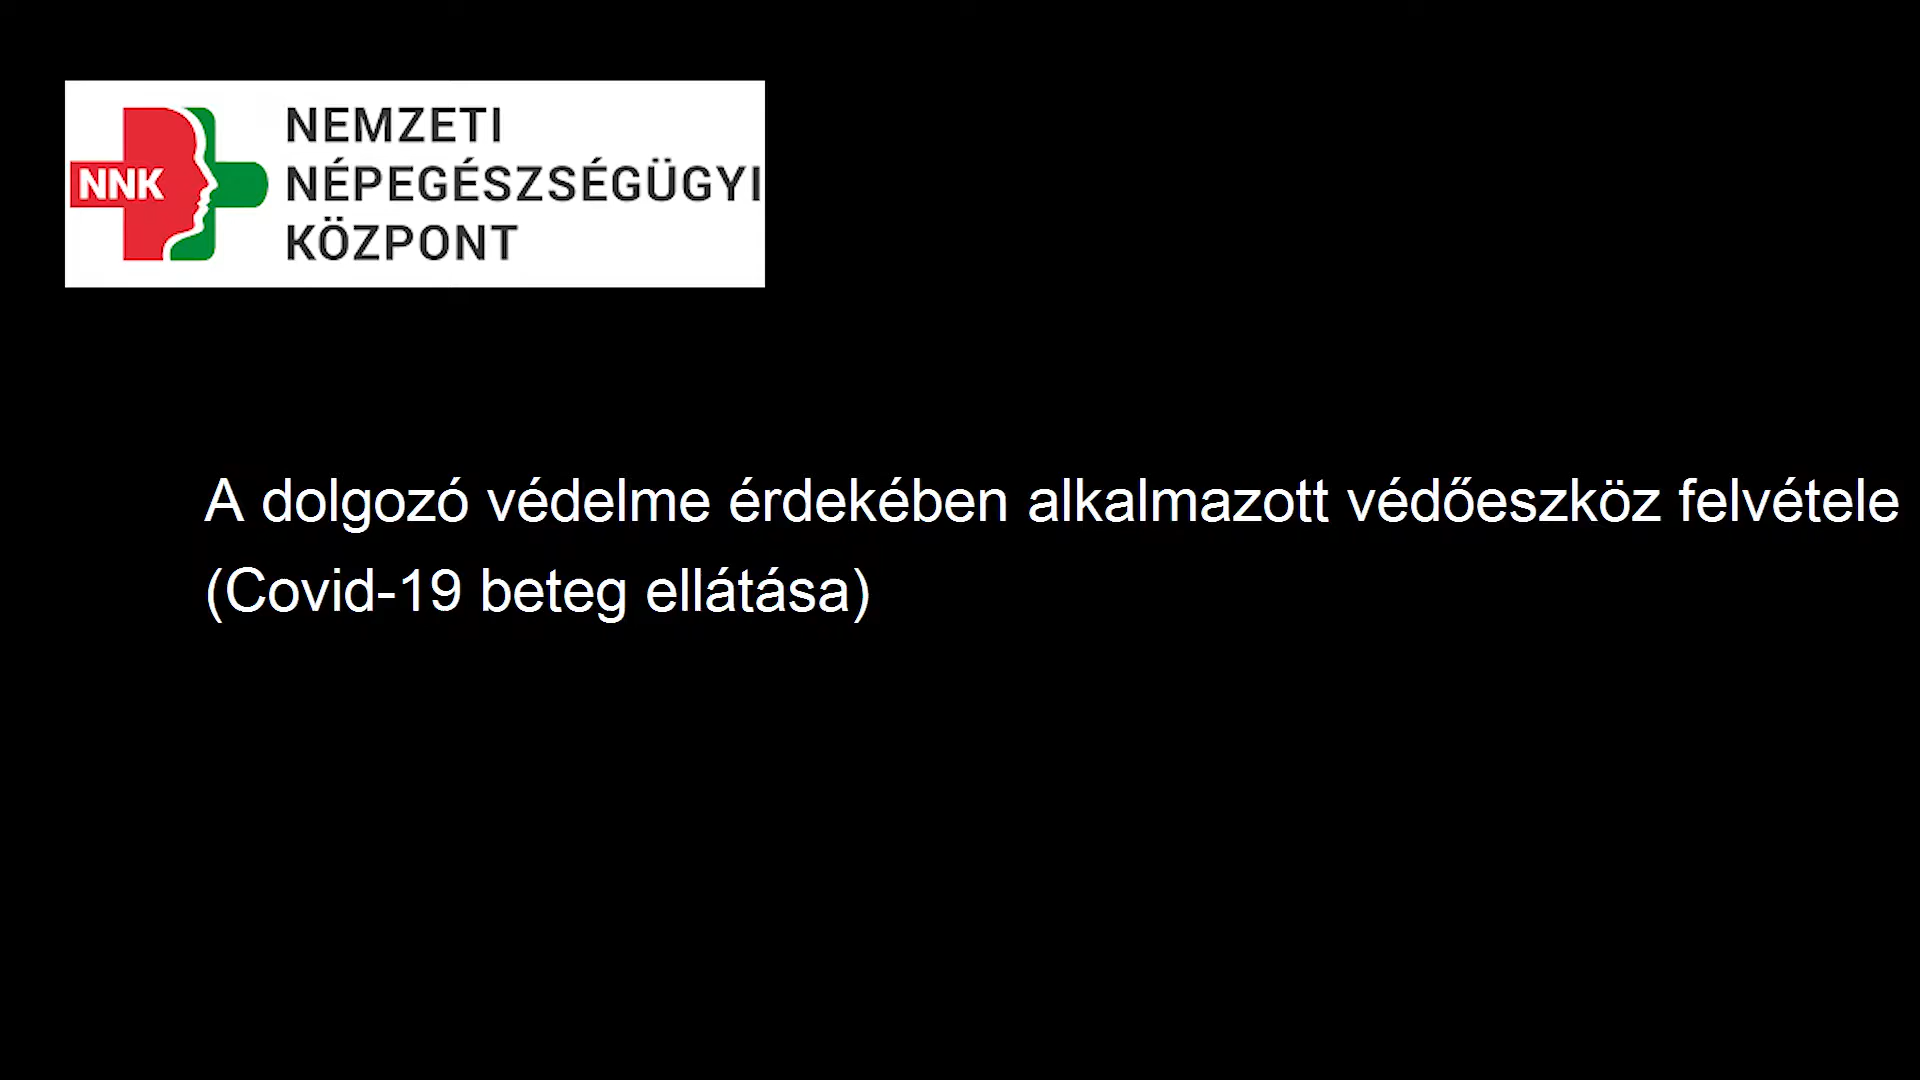 NNK
NEMZETI
NÉPEGÉSZSÉGÜGYI
KÖZPONT
A dolgozó védelme érdekében alkalmazott védőeszköz felvétele
(Covid-19 beteg ellátása)